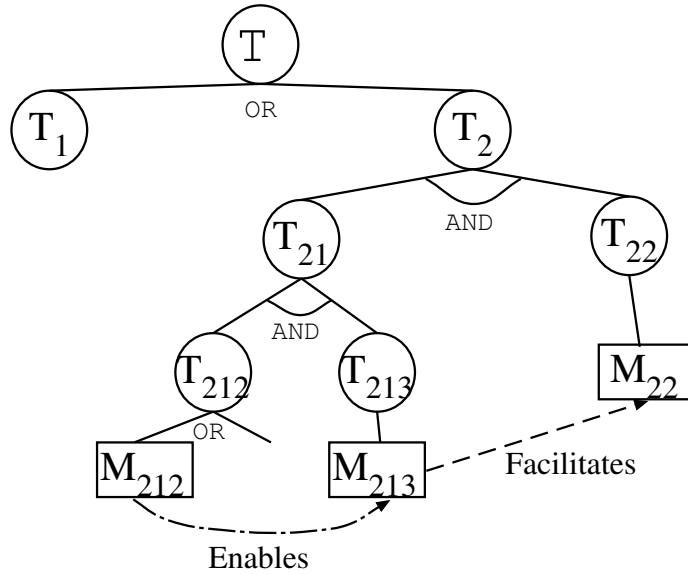 T
OR
T1
T2
AND
T21
T22
AND
T212
T213
M22
OR
M212
M213
Facilitates
Enables